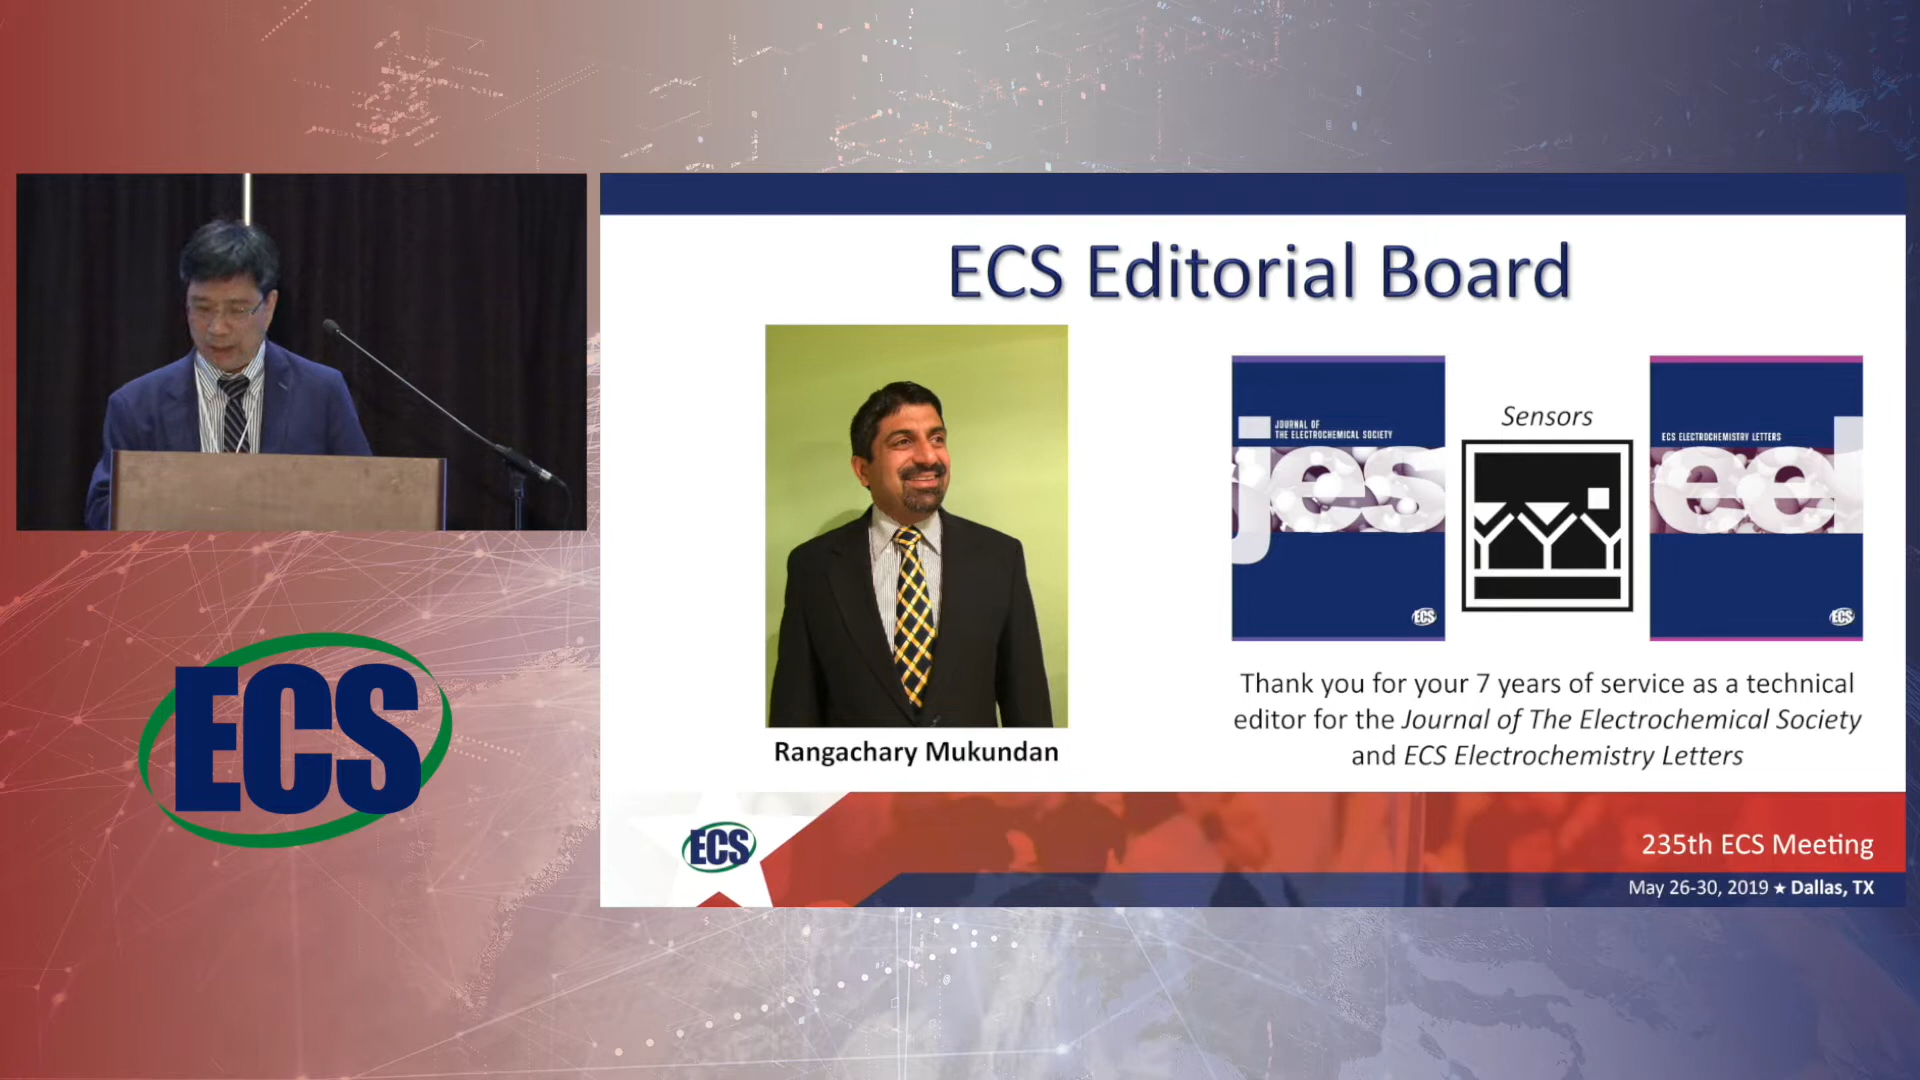 ECS Editorial Board
JOURNAL OF
THE ELECTROCHEMICAL SOCIETY
jes
ECS
Sensors
ECS ELECTROCHEMISTRY LETTERS
eel
ECS
Rangachary Mukundan
Thank you for your 7 years of service as a technical
editor for the Journal of The Electrochemical Society
and ECS Electrochemistry Letters
ECS
ECS
235th ECS Meeting
May 26-30, 2019 ★ Dallas, TX